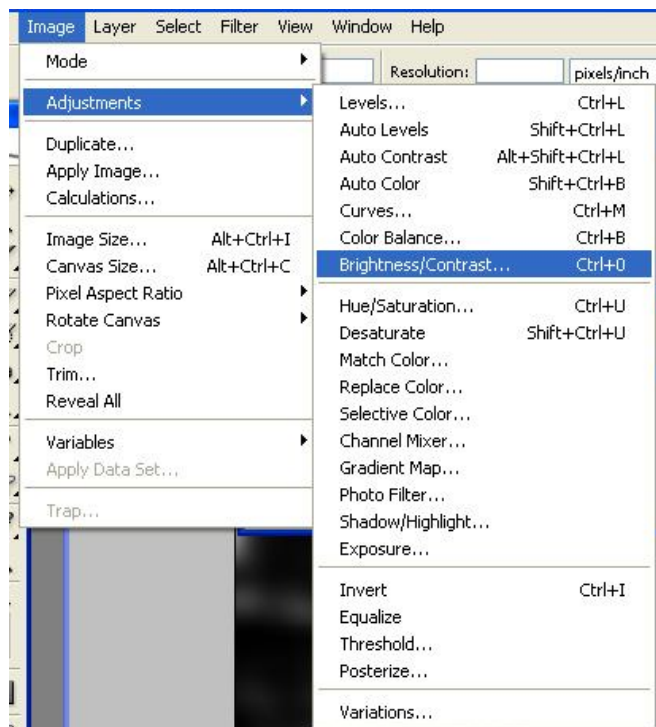 Image Layer Select Filter View Window Help
Resolution: pixels/inch
Mode
Adjustments
Duplicate...
Apply Image...
Calculations...
Image Size... Alt+Ctrl+I
Canvas Size... Alt+Ctrl+C
Pixel Aspect Ratio
Rotate Canvas
Crop
Trim...
Reveal All
Variables
Apply Data Set...
Trap...
Levels... Ctrl+L
Auto Levels Shift+Ctrl+L
Auto Contrast Alt+Shift+Ctrl+L
Auto Color Shift+Ctrl+B
Curves... Ctrl+M
Color Balance... Ctrl+B
Brightness/Contrast... Ctrl+0
Hue/Saturation... Ctrl+U
Desaturate Shift+Ctrl+U
Match Color...
Replace Color...
Selective Color...
Channel Mixer...
Gradient Map...
Photo Filter...
Shadow/Highlight...
Exposure...
Invert Ctrl+I
Equalize
Threshold...
Posterize...
Variations...